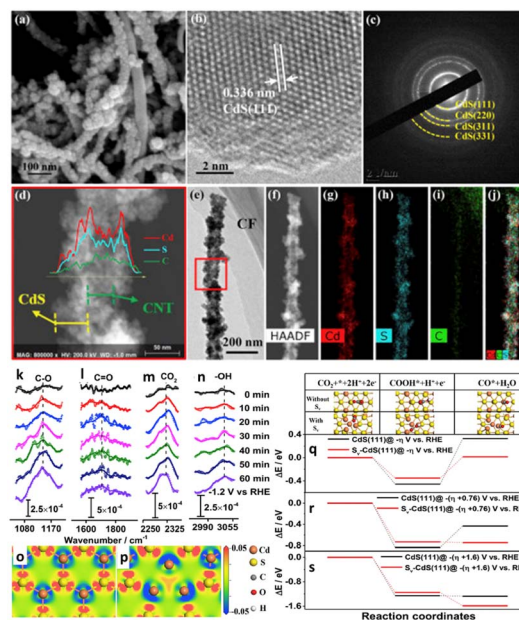 (a)
100 nm
(b)
0.336 nm
CdS(111)
2 nm
(c)
CdS(111)
CdS(220)
CdS(311)
CdS(331)
(d)
Cd
S
C
CdS
CNT
50 nm
(e)
CF
200 nm
(f)
HAADF
(g)
Cd
(h)
S
(i)
C
(j)
k
C-O
l
C=O
m
CO2
n
-OH
0 min
10 min
20 min
30 min
40 min
50 min
60 min
-1.2 V vs RHE
2.5*10-4
5*10-4
5*10-4
2.5*10-4
1080 1170
1600 1800
2250 2325
2990 3055
Wavenumber / cm-1
o
p
0.05
-0.05
Cd
S
C
O
H
CO2+*+2H++2e-
COOH*+H++e-
CO*+H2O
Without
Sv
With
Sv
q
CdS(111)@ -η V vs. RHE
Sv-CdS(111)@ -η V vs. RHE
0.4
0.0
-0.4
r
CdS(111)@ -(η +0.76) V vs. RHE
Sv-CdS(111)@ -(η +0.76) V vs. RHE
0.0
-0.4
-0.8
s
CdS(111)@ -(η +1.6) V vs. RHE
Sv-CdS(111)@ -(η +1.6) V vs. RHE
0.0
-0.8
-1.6
ΔE / eV
ΔE / eV
ΔE / eV
Reaction coordinates